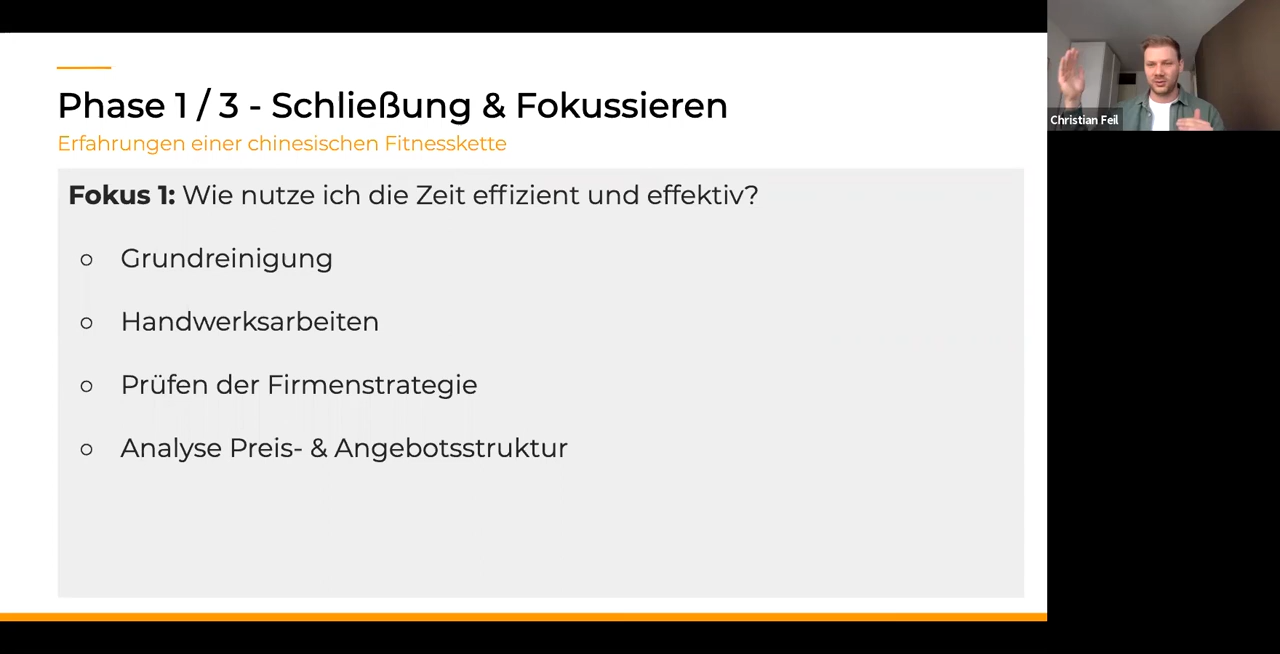 Phase 1 / 3 - Schließung & Fokussieren
Erfahrungen einer chinesischen Fitnesskette
Fokus 1: Wie nutze ich die Zeit effizient und effektiv?
○ Grundreinigung
○ Handwerksarbeiten
○ Prüfen der Firmenstrategie
○ Analyse Preis- & Angebotsstruktur
Christian Feil